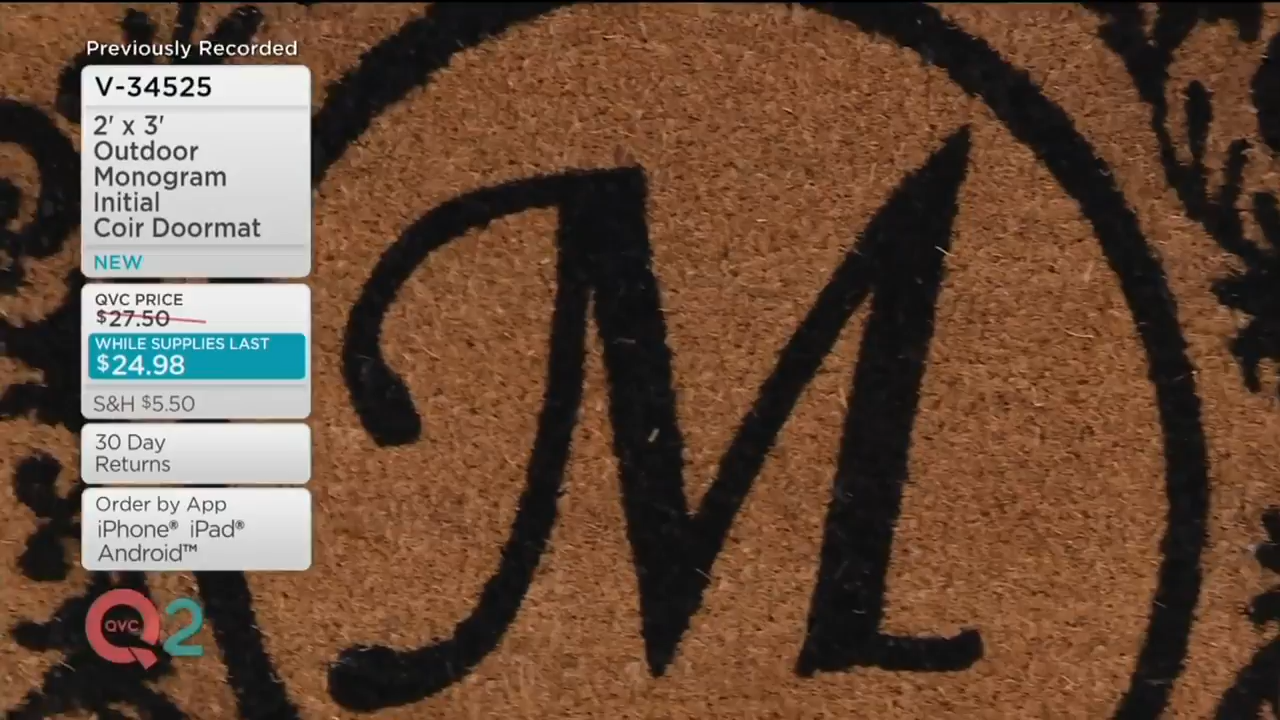 Previously Recorded
V-34525
2' x 3'
Outdoor
Monogram
Initial
Coir Doormat
NEW
QVC PRICE
$27.50
WHILE SUPPLIES LAST
$24.98
S&H $5.50
30 Day
Returns
Order by App
iPhone® iPad®
Android™
QVC 2
M